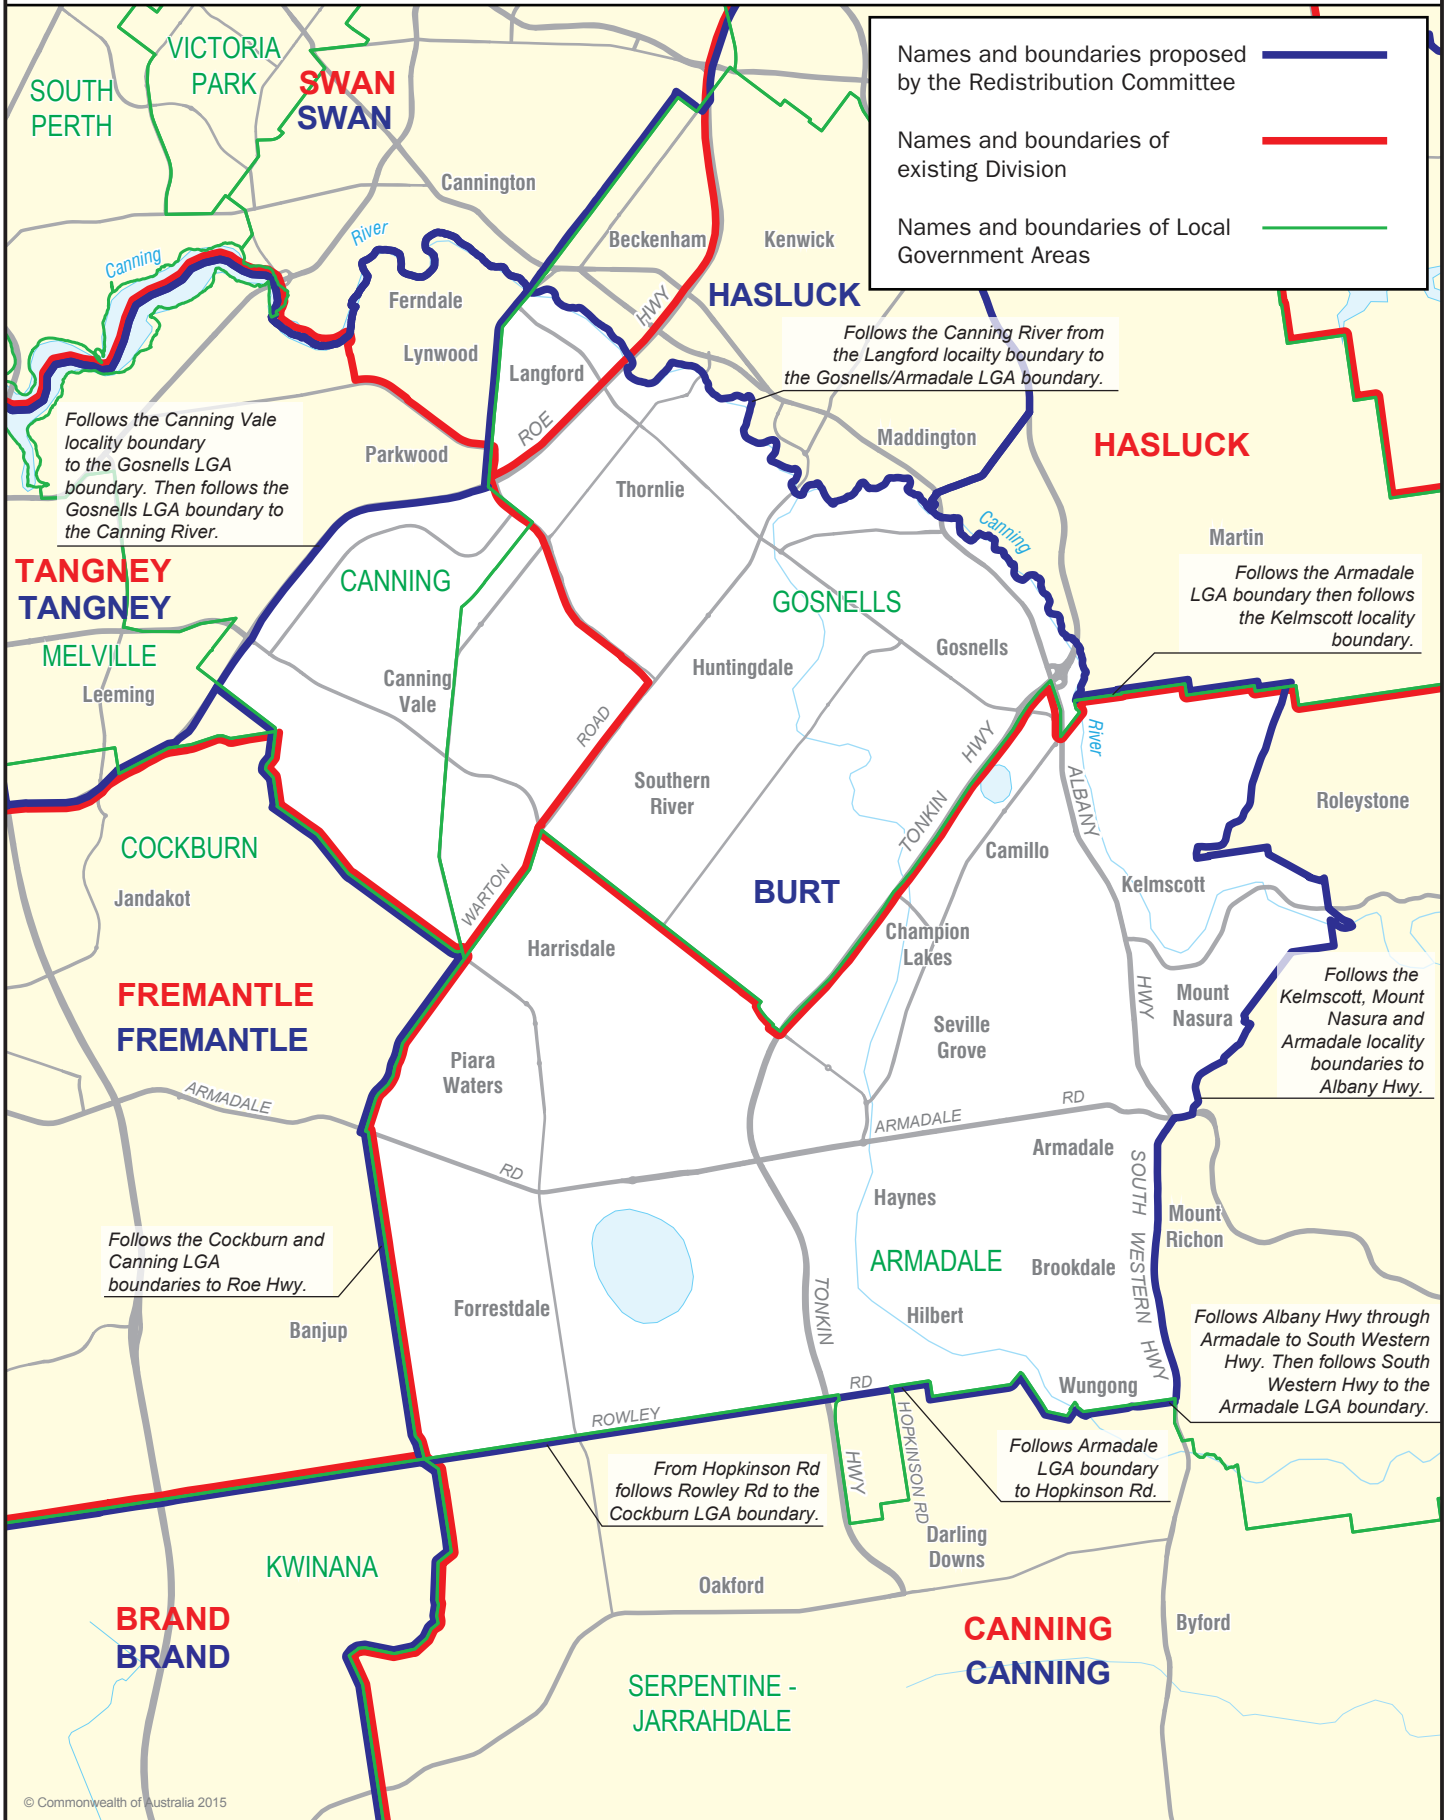 Names and boundaries proposed
by the Redistribution Committee
Names and boundaries of
existing Division
Names and boundaries of Local
Government Areas
VICTORIA
PARK
SOUTH
PERTH
SWAN
SWAN
Cannington
River
Canning
Beckenham
Kenwick
HASLUCK
HWY
Ferndale
Lynwood
Langford
ROE
Parkwood
Follows the Canning River from
the Langford locailty boundary to
the Gosnells/Armadale LGA boundary.
Follows the Canning Vale
locality boundary
to the Gosnells LGA
boundary. Then follows the
Gosnells LGA boundary to
the Canning River.
Maddington
HASLUCK
Thornlie
Canning
Martin
TANGNEY
TANGNEY
CANNING
GOSNELLS
Follows the Armadale
LGA boundary then follows
the Kelmscott locality
boundary.
MELVILLE
Leeming
Canning
Vale
Huntingdale
Gosnells
ROAD
HWY
River
Southern
River
TONKIN
ALBANY
Roleystone
COCKBURN
Jandakot
Camillo
Kelmscott
BURT
WARTON
Harrisdale
Champion
Lakes
FREMANTLE
FREMANTLE
HWY
Mount
Nasura
Follows the
Kelmscott, Mount
Nasura and
Armadale locality
boundaries to
Albany Hwy.
Seville
Grove
Piara
Waters
ARMADALE
RD
ARMADALE
RD
Armadale
SOUTH WESTERN HWY
Haynes
Mount
Richon
Follows the Cockburn and
Canning LGA
boundaries to Roe Hwy.
ARMADALE
Brookdale
Forrestdale
TONKIN
Hilbert
Banjup
Follows Albany Hwy through
Armadale to South Western
Hwy. Then follows South
Western Hwy to the
Armadale LGA boundary.
RD
Wungong
ROWLEY
HOPKINSON RD
HWY
From Hopkinson Rd
follows Rowley Rd to the
Cockburn LGA boundary.
Follows Armadale
LGA boundary
to Hopkinson Rd.
Darling
Downs
KWINANA
Oakford
BRAND
BRAND
CANNING
CANNING
Byford
SERPENTINE -
JARRAHDALE
© Commonwealth of Australia 2015